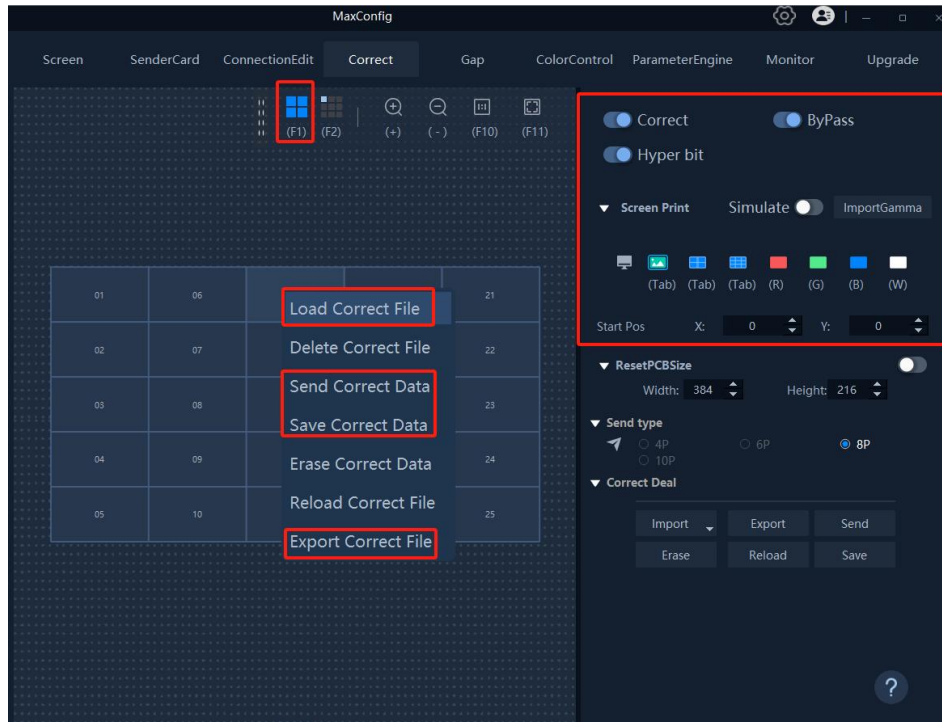 MaxConfig
Screen SenderCard ConnectionEdit Correct Gap ColorControl ParameterEngine Monitor Upgrade
(F1) (F2) (+) (-) (F10) (F11)
Correct ByPass
Hyper bit
Screen Print Simulate ImportGamma
(Tab) (Tab) (Tab) (R) (G) (B) (W)
Start Pos X: 0 Y: 0
ResetPCBSize
Width: 384 Height: 216
Send type
4P 6P 8P
10P
Correct Deal
Import Export Send
Erase Reload Save
01 06 21
02 07 22
03 08 23
04 09 24
05 10 25
Load Correct File
Delete Correct File
Send Correct Data
Save Correct Data
Erase Correct Data
Reload Correct File
Export Correct File
1:1
?